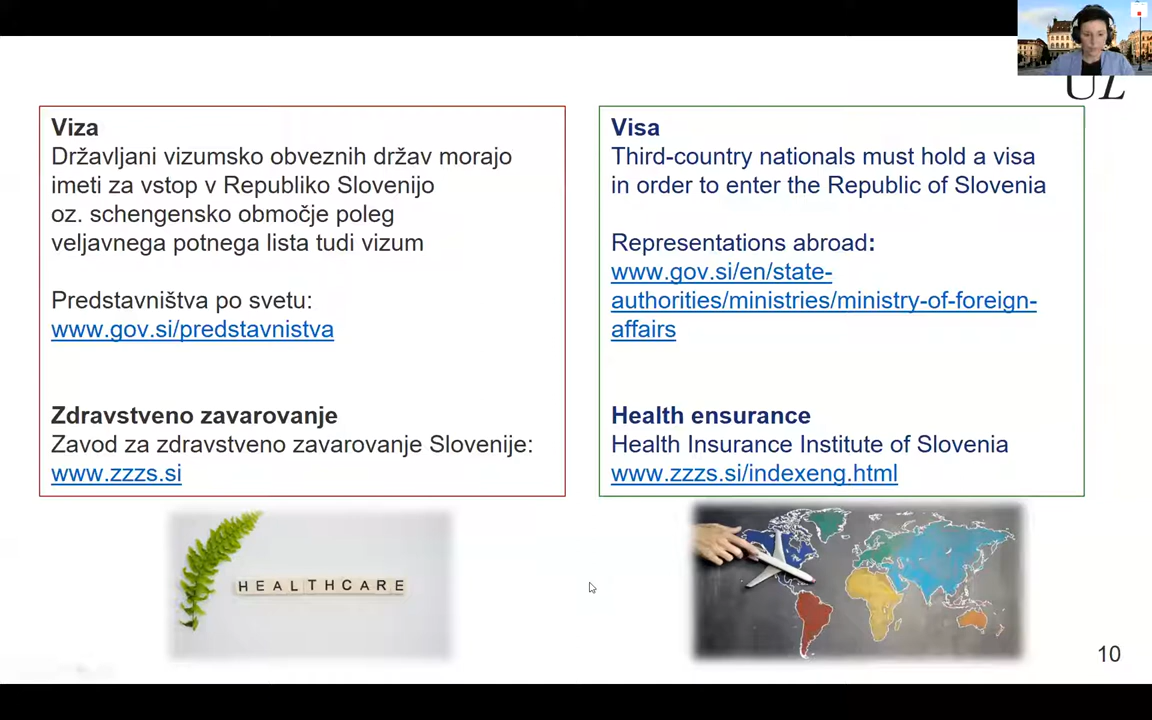 UL
Viza
Državljani vizumsko obveznih držav morajo
imeti za vstop v Republiko Slovenijo
oz. schengensko območje poleg
veljavnega potnega lista tudi vizum
Predstavništva po svetu:
www.gov.si/predstavnistva
Zdravstveno zavarovanje
Zavod za zdravstveno zavarovanje Slovenije:
www.zzzs.si
Visa
Third-country nationals must hold a visa
in order to enter the Republic of Slovenia
Representations abroad:
www.gov.si/en/state-
authorities/ministries/ministry-of-foreign-
affairs
Health ensurance
Health Insurance Institute of Slovenia
www.zzzs.si/indexeng.html
HEALTHCARE
10